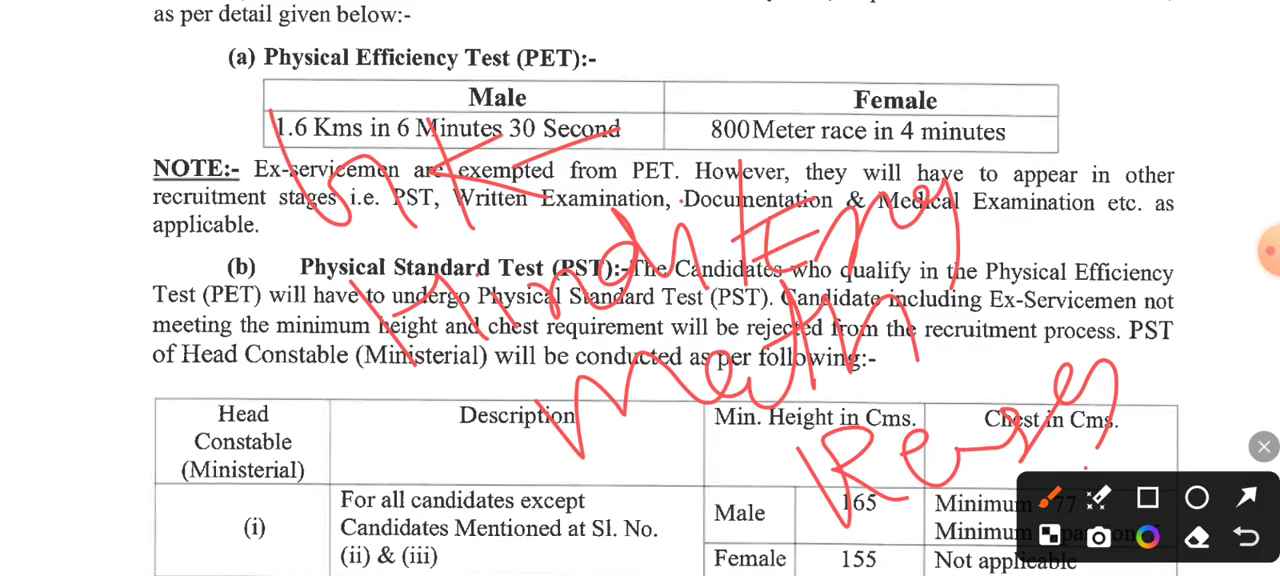 as per detail given below:-
(a) Physical Efficiency Test (PET):-
Male Female
1.6 Kms in 6 Minutes 30 Second 800 Meter race in 4 minutes
NOTE:- Ex-servicemen are exempted from PET. However, they will have to appear in other
recruitment stages i.e. PST, Written Examination, Documentation & Medical Examination etc. as
applicable.
(b) Physical Standard Test (PST):-The Candidates who qualify in the Physical Efficiency
Test (PET) will have to undergo Physical Standard Test (PST). Candidate including Ex-Servicemen not
meeting the minimum height and chest requirement will be rejected from the recruitment process. PST
of Head Constable (Ministerial) will be conducted as per following:-
Head Constable (Ministerial) Description Min. Height in Cms. Chest in Cms.
(i) For all candidates except Candidates Mentioned at Sl. No. (ii) & (iii)
Male 165 Minimum 77
Minimum
Female 155 Not applicable
GK
Hindi Eng
Math